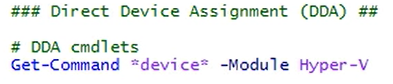 ### Direct Device Assignment (DDA) ##
# DDA cmdlets
Get-Command *device* -Module Hyper-V